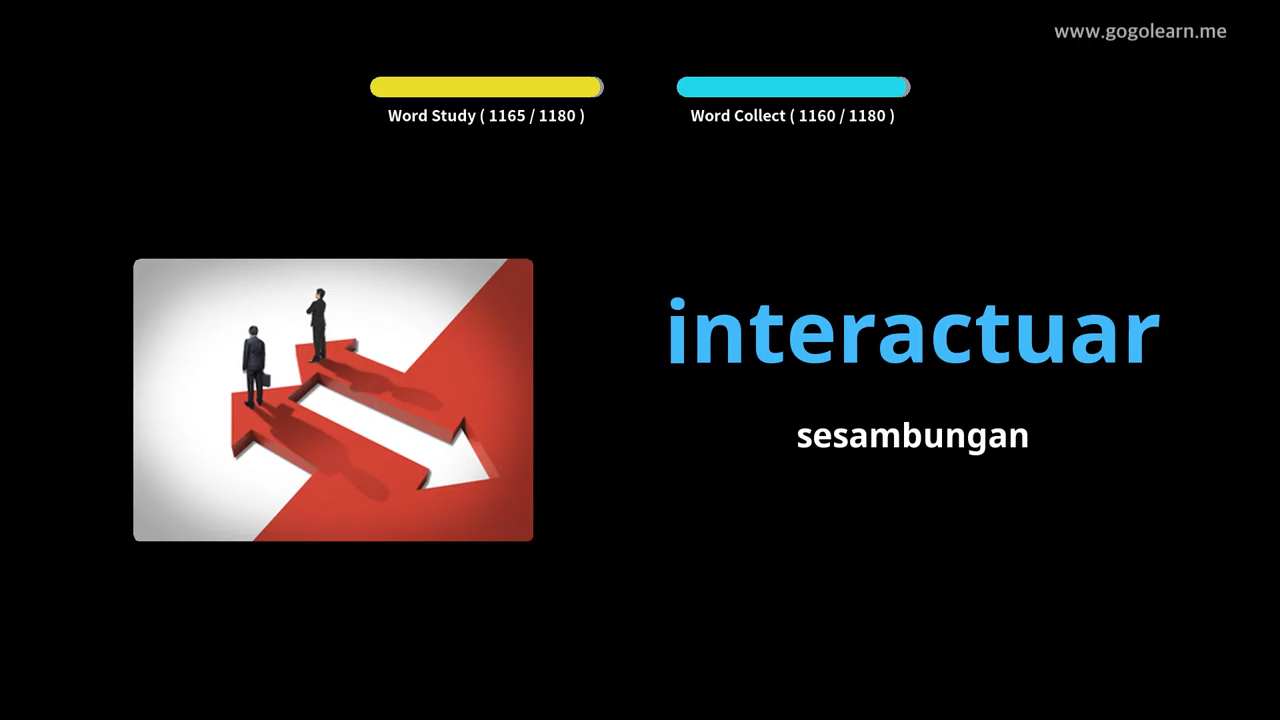 www.gogolearn.me
Word Study ( 1165 / 1180 )
Word Collect ( 1160 / 1180 )
interactuar
sesambungan